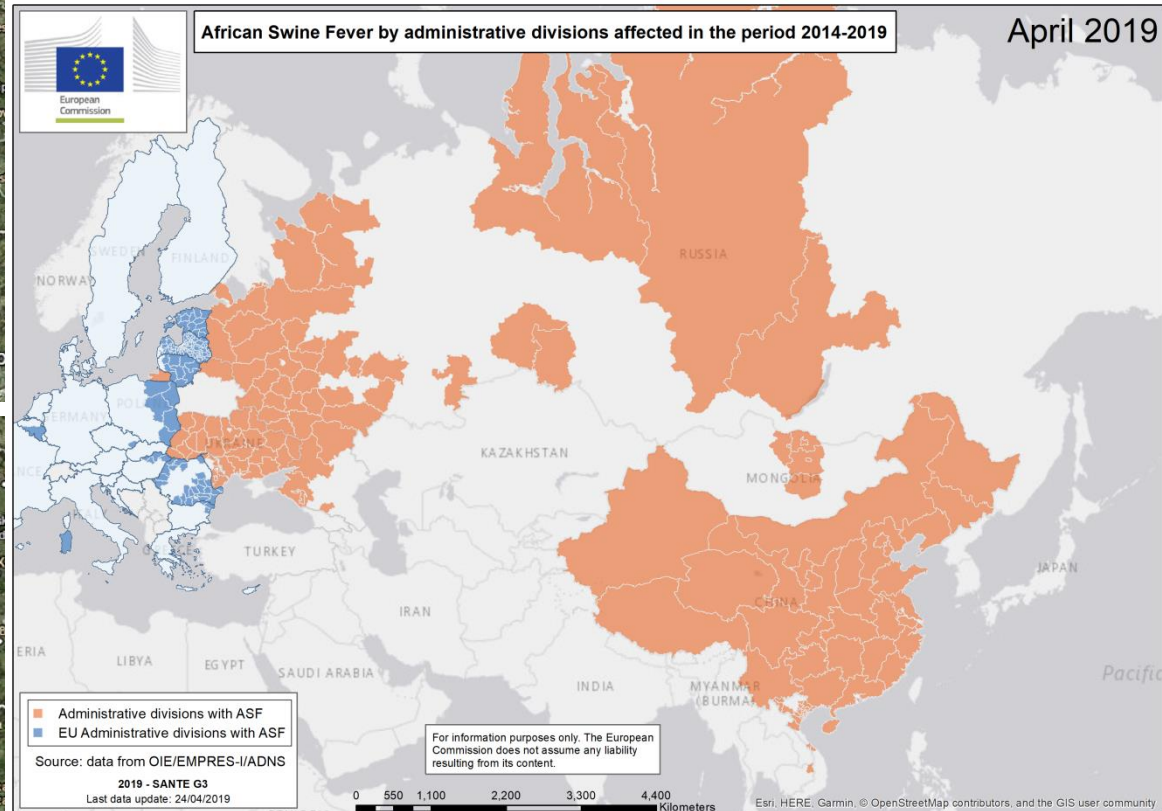 African Swine Fever by administrative divisions affected in the period 2014-2019
April 2019
European
Commission
SWEDEN
FINLAND
NORWAY
RUSSIA
GERMANY
POLAND
UKRAINE
KAZAKHSTAN
MONGOLIA
ITALY
GREECE
TURKEY
CHINA
JAPAN
IRAN
ERIA
LIBYA
EGYPT
SAUDI ARABIA
INDIA
MYANMAR
(BURMA)
Pacific
Administrative divisions with ASF
EU Administrative divisions with ASF
Source: data from OIE/EMPRES-I/ADNS
2019 - SANTE G3
Last data update: 24/04/2019
For information purposes only. The European
Commission does not assume any liability
resulting from its content.
0 550 1,100 2,200 3,300 4,400
Kilometers
Esri, HERE, Garmin, © OpenStreetMap contributors, and the GIS user community